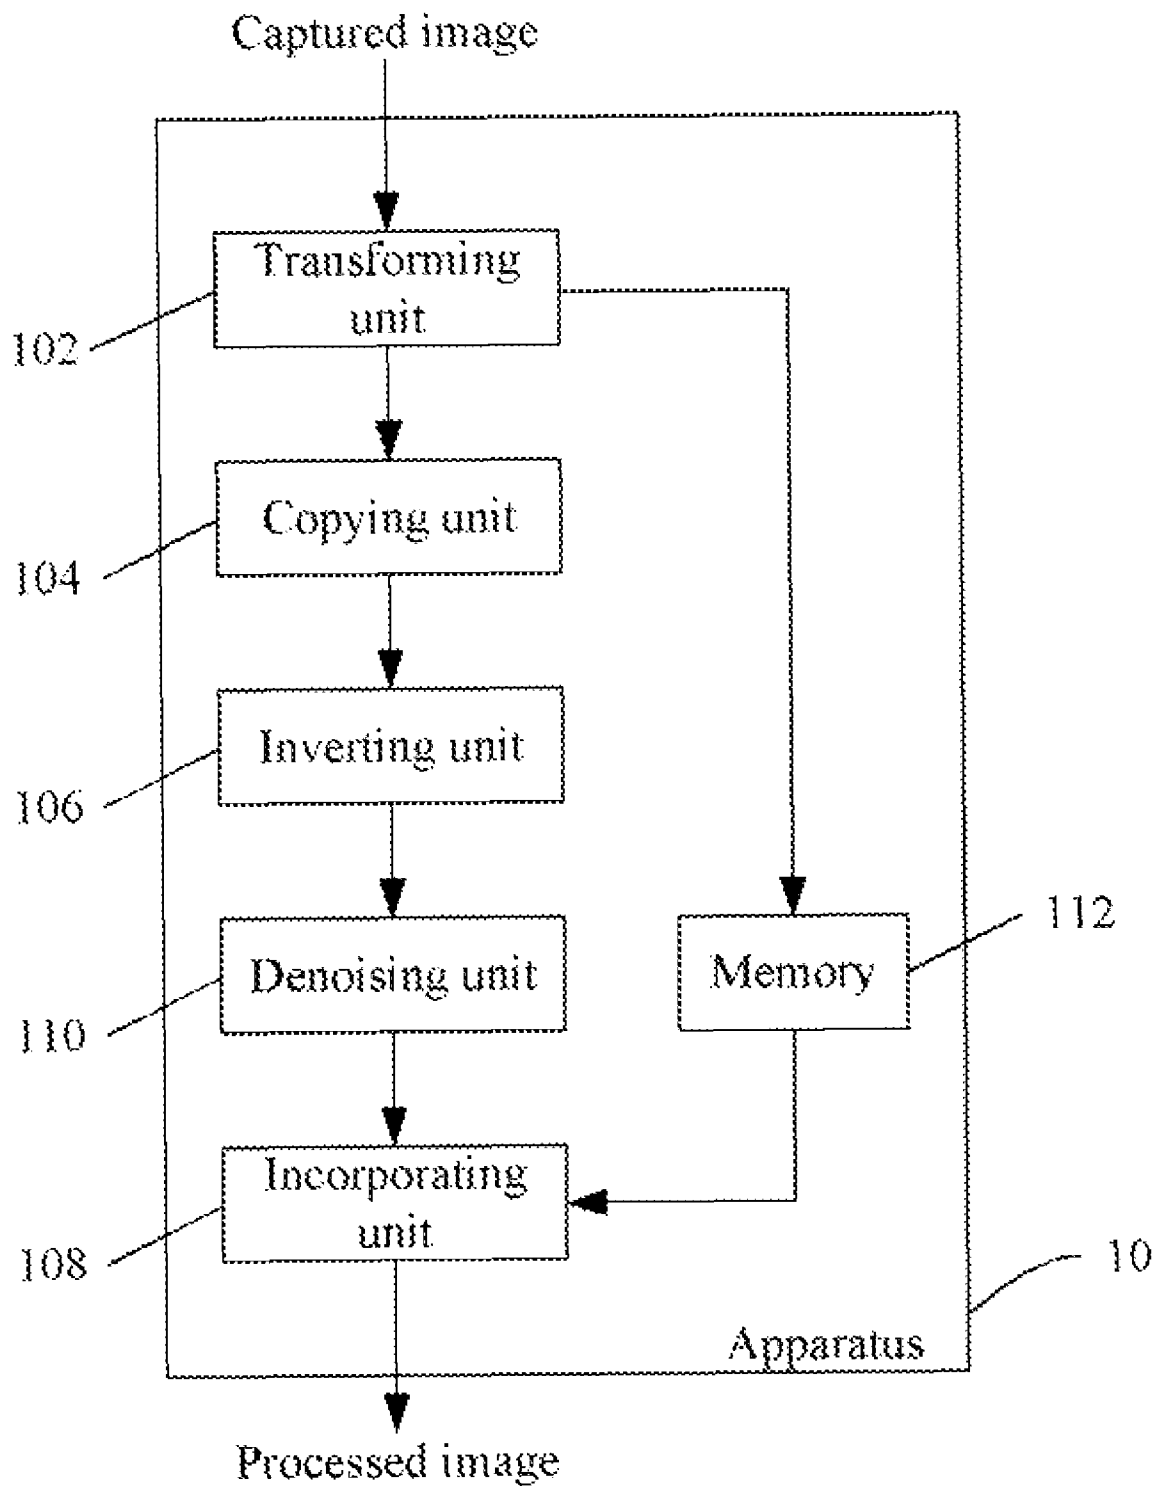 Captured image
Transforming
unit
102
Copying unit
104
Inverting unit
106
Denoising unit
110
Memory
112
Incorporating
unit
108
10
Apparatus
Processed image